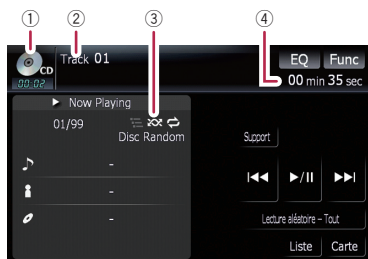 ① ② ③ ④
CD
Track 01
EQ Func
00:02
00 min 35 sec
Now Playing
01/99
Disc Random
Support
-
-
-
Lecture aléatoire – Tout
Liste Carte